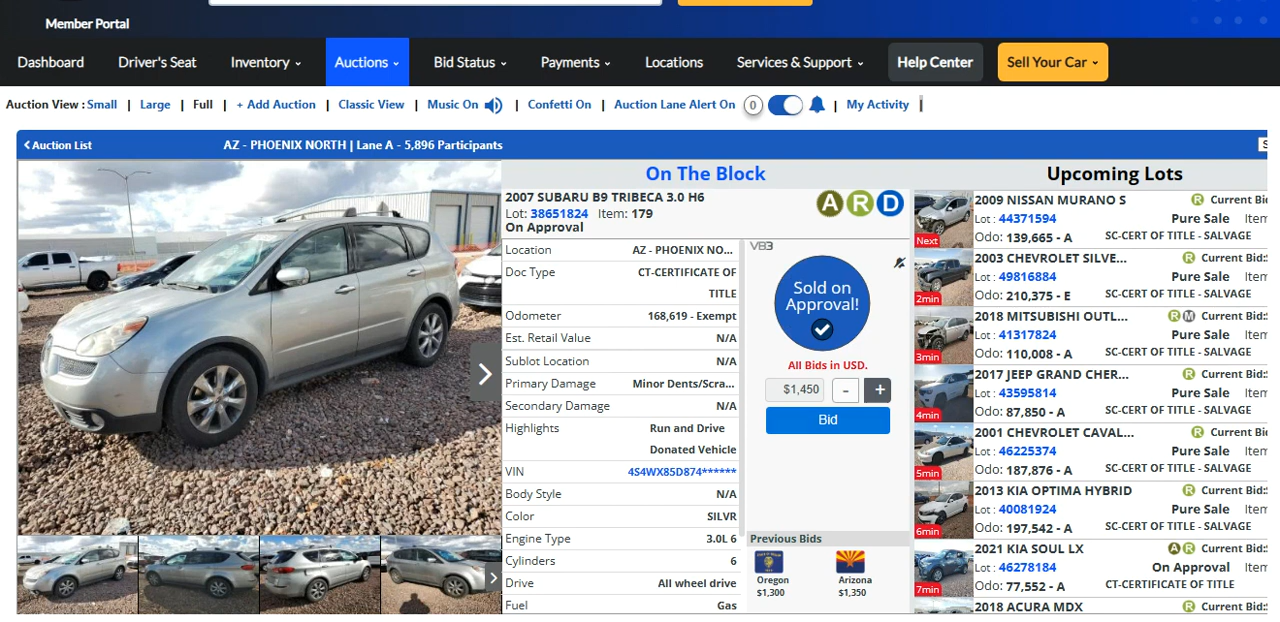 Member Portal
Dashboard Driver's Seat Inventory Auctions Bid Status Payments Locations Services & Support Help Center Sell Your Car
Auction View : Small | Large | Full | + Add Auction | Classic View | Music On | Confetti On | Auction Lane Alert On 0 | My Activity |
Auction List AZ - PHOENIX NORTH | Lane A - 5,896 Participants S
On The Block
2007 SUBARU B9 TRIBECA 3.0 H6
Lot: 38651824 Item: 179
On Approval
A R D
Location AZ - PHOENIX NO...
Doc Type CT-CERTIFICATE OF
TITLE
Odometer 168,619 - Exempt
Est. Retail Value N/A
Sublot Location N/A
Primary Damage Minor Dents/Scra...
Secondary Damage N/A
Highlights Run and Drive
Donated Vehicle
VIN 4S4WX85D874******
Body Style N/A
Color SILVR
Engine Type 3.0L 6
Cylinders 6
Drive All wheel drive
Fuel Gas
VB3
Sold on
Approval!
All Bids in USD.
$1,450 - +
Bid
Previous Bids
Oregon
$1,300
Arizona
$1,350
Upcoming Lots
2009 NISSAN MURANO S R Current Bid
Lot : 44371594 Pure Sale Item
Next Odo: 139,665 - A SC-CERT OF TITLE - SALVAGE
2003 CHEVROLET SILVE... R Current Bid:
Lot : 49816884 Pure Sale Item
2min Odo: 210,375 - E SC-CERT OF TITLE - SALVAGE
2018 MITSUBISHI OUTL... R M Current Bid:
Lot : 41317824 Pure Sale Item
3min Odo: 110,008 - A SC-CERT OF TITLE - SALVAGE
2017 JEEP GRAND CHER... R Current Bid:
Lot : 43595814 Pure Sale Item
4min Odo: 87,850 - A SC-CERT OF TITLE - SALVAGE
2001 CHEVROLET CAVAL... R Current Bid
Lot : 46225374 Pure Sale Item
5min Odo: 187,876 - A SC-CERT OF TITLE - SALVAGE
2013 KIA OPTIMA HYBRID R Current Bid:
Lot : 40081924 Pure Sale Item
6min Odo: 197,542 - A SC-CERT OF TITLE - SALVAGE
2021 KIA SOUL LX A R Current Bid:
Lot : 46278184 On Approval Item
7min Odo: 77,552 - A CT-CERTIFICATE OF TITLE
2018 ACURA MDX R Current Bid: